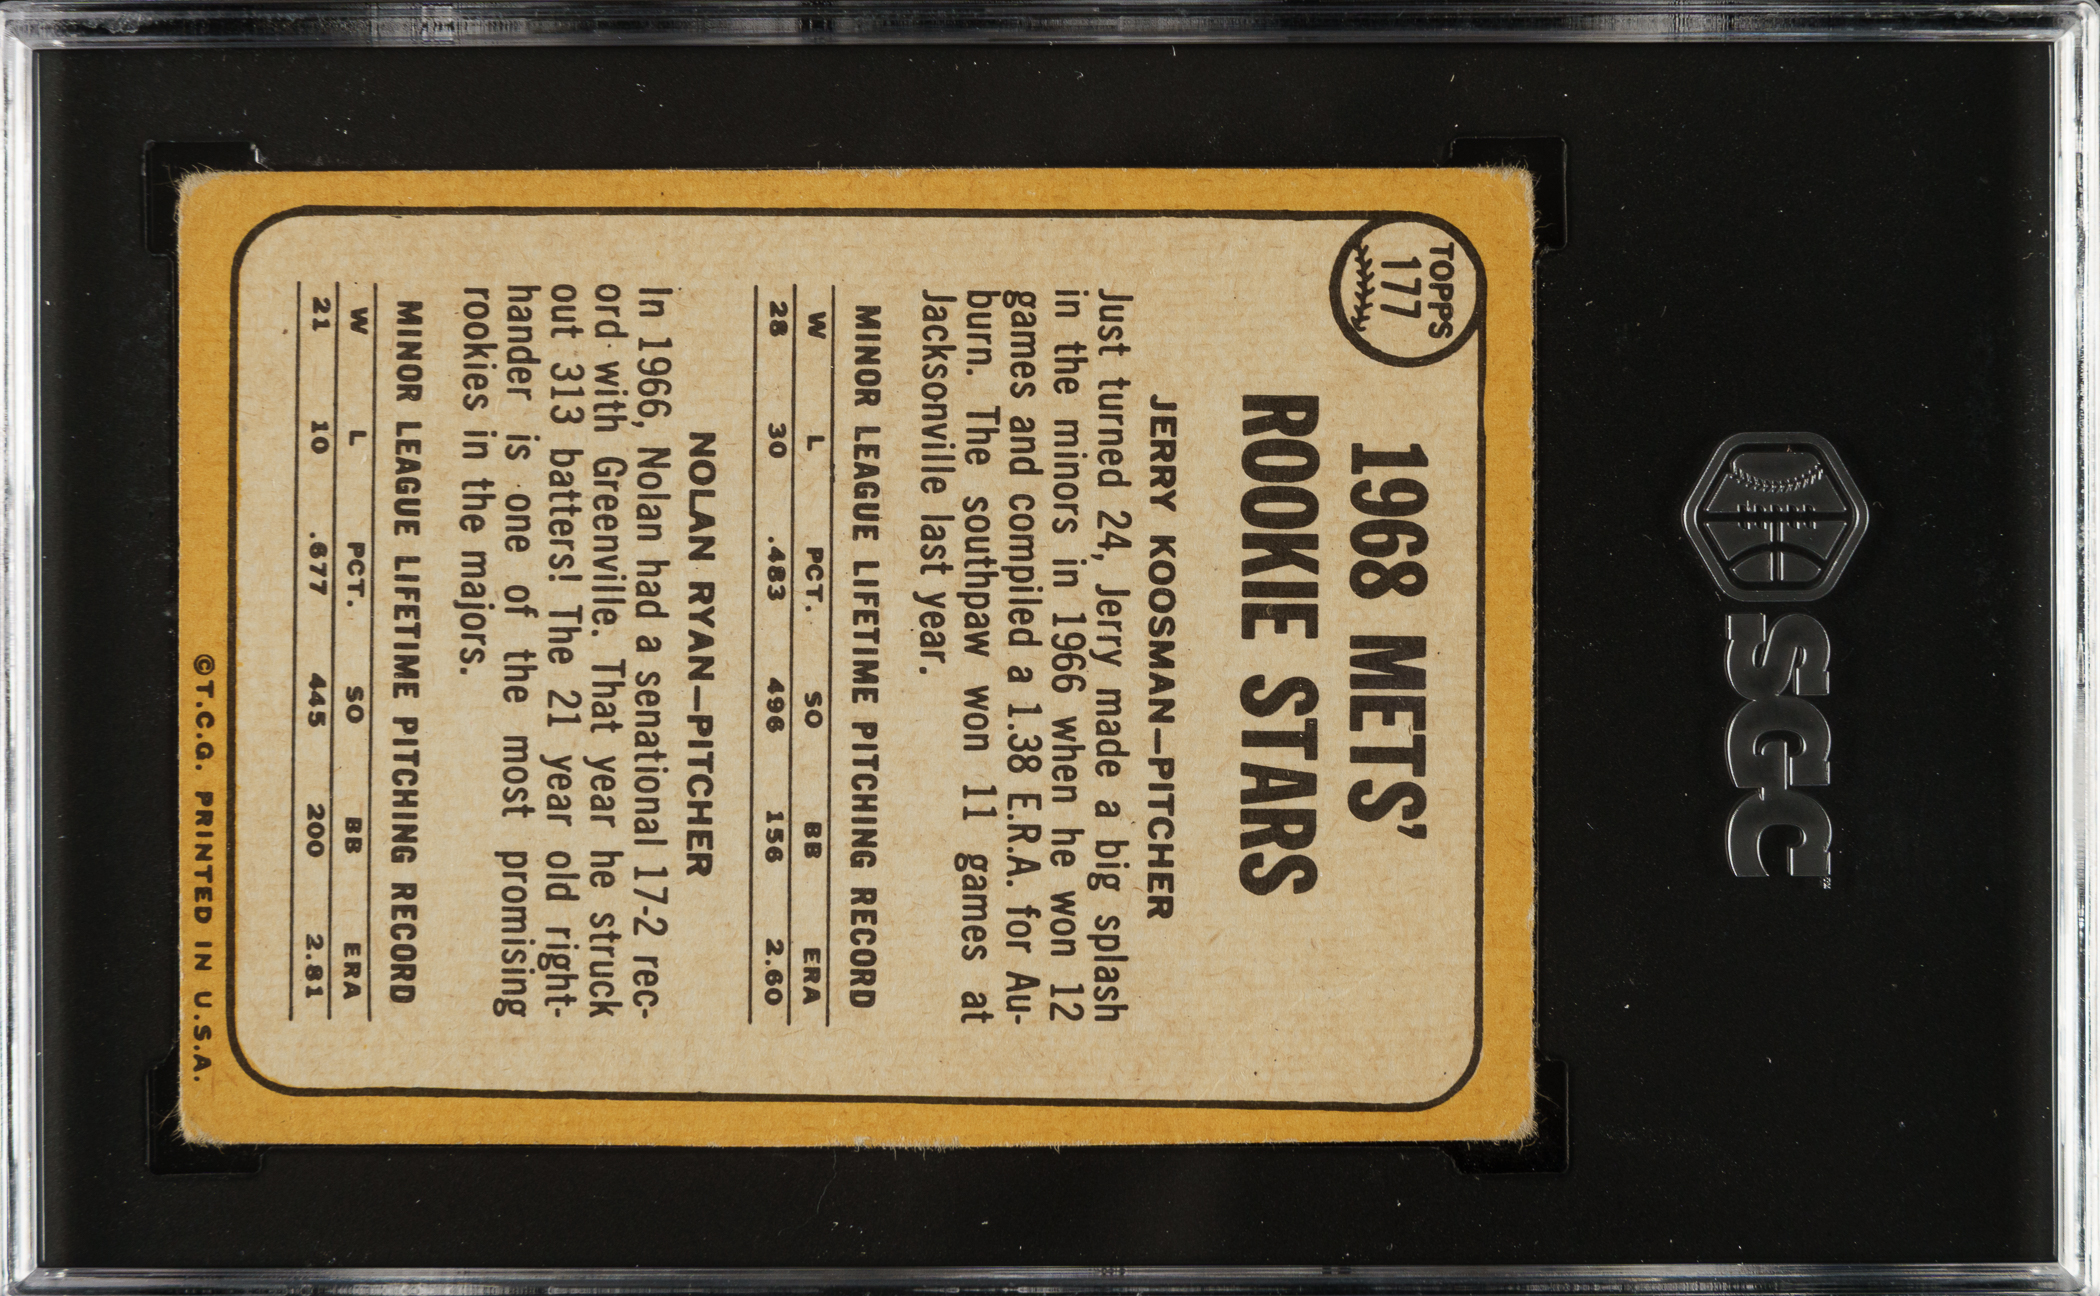 TOPPS
177
1968 METS'
ROOKIE STARS
JERRY KOOSMAN—PITCHER
Just turned 24, Jerry made a big splash
in the minors in 1966 when he won 12
games and compiled a 1.38 E.R.A. for Au-
burn. The southpaw won 11 games at
Jacksonville last year.
MINOR LEAGUE LIFETIME PITCHING RECORD
W L PCT. SO BB ERA
28 30 .483 496 156 2.60
NOLAN RYAN—PITCHER
In 1966, Nolan had a senational 17-2 rec-
ord with Greenville. That year he struck
out 313 batters! The 21 year old right-
hander is one of the most promising
rookies in the majors.
MINOR LEAGUE LIFETIME PITCHING RECORD
W L PCT. SO BB ERA
21 10 .677 445 200 2.81
©T.C.G. PRINTED IN U.S.A.
SGC™